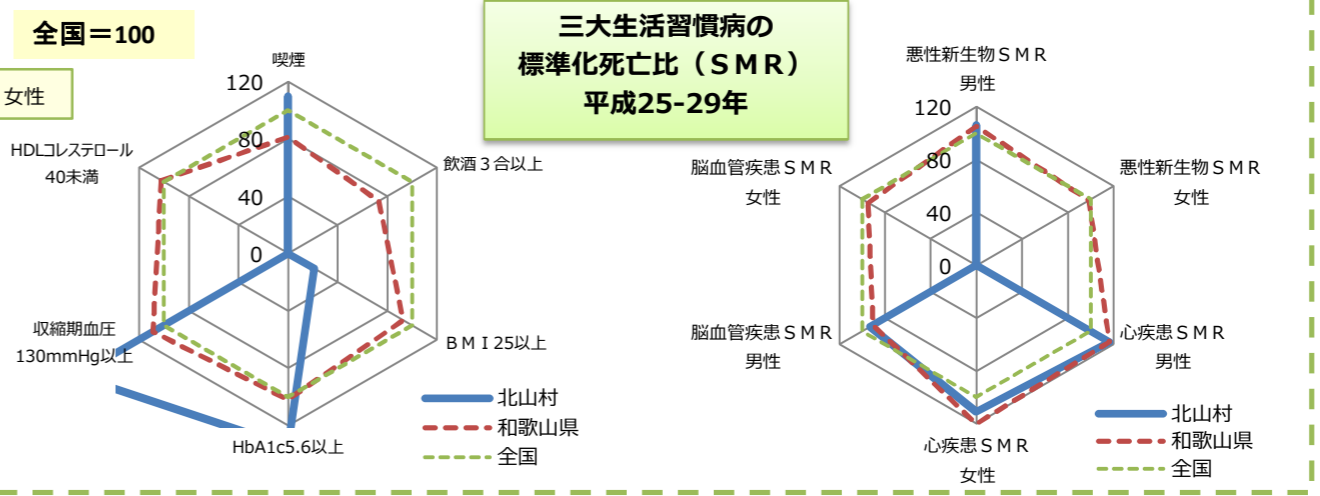 全国＝100
女性
喫煙
120
80
40
0
飲酒３合以上
ＢＭＩ25以上
HbA1c5.6以上
収縮期血圧
130mmHg以上
HDLコレステロール
40未満
北山村
和歌山県
全国
三大生活習慣病の
標準化死亡比（ＳＭＲ）
平成25-29年
悪性新生物ＳＭＲ
男性
120
80
40
0
悪性新生物ＳＭＲ
女性
心疾患ＳＭＲ
男性
心疾患ＳＭＲ
女性
脳血管疾患ＳＭＲ
男性
脳血管疾患ＳＭＲ
女性
北山村
和歌山県
全国